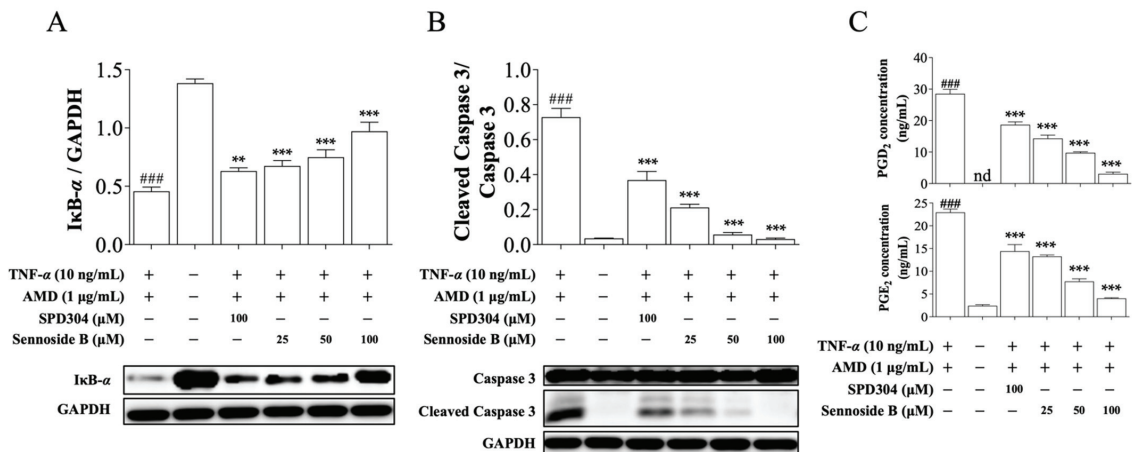 A
IκB-α / GAPDH
1.5
1.0
0.5
0.0
###
**
***
***
***
TNF-α (10 ng/mL) + − + + + +
AMD (1 μg/mL) + − + + + +
SPD304 (μM) − − 100 − − −
Sennoside B (μM) − − − 25 50 100
IκB-α
GAPDH
B
Cleaved Caspase 3/
Caspase 3
1.0
0.8
0.6
0.4
0.2
0.0
###
***
***
***
***
TNF-α (10 ng/mL) + − + + + +
AMD (1 μg/mL) + − + + + +
SPD304 (μM) − − 100 − − −
Sennoside B (μM) − − − 25 50 100
Caspase 3
Cleaved Caspase 3
GAPDH
C
PGD2 concentration
(ng/mL)
40
30
20
10
0
###
nd
***
***
***
***
PGE2 concentration
(ng/mL)
25
20
15
10
5
0
###
***
***
***
***
TNF-α (10 ng/mL) + − + + + +
AMD (1 μg/mL) + − + + + +
SPD304 (μM) − − 100 − − −
Sennoside B (μM) − − − 25 50 100